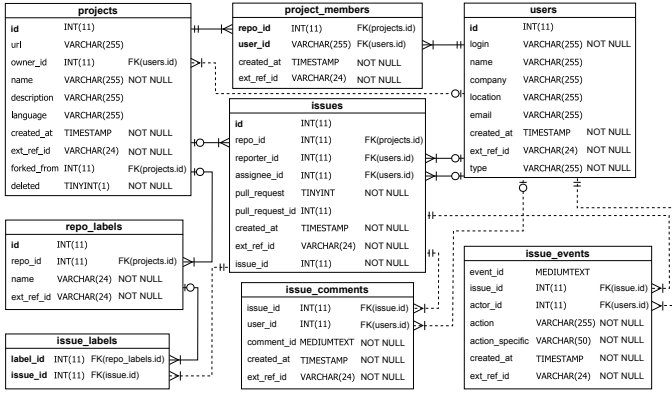 projects
id INT(11)
url VARCHAR(255)
owner_id INT(11) FK(users.id)
name VARCHAR(255) NOT NULL
description VARCHAR(255)
language VARCHAR(255)
created_at TIMESTAMP NOT NULL
ext_ref_id VARCHAR(24) NOT NULL
forked_from INT(11) FK(projects.id)
deleted TINYINT(1) NOT NULL
project_members
repo_id INT(11) FK(projects.id)
user_id VARCHAR(255) FK(users.id)
created_at TIMESTAMP NOT NULL
ext_ref_id VARCHAR(24) NOT NULL
users
id INT(11)
login VARCHAR(255) NOT NULL
name VARCHAR(255)
company VARCHAR(255)
location VARCHAR(255)
email VARCHAR(255)
created_at TIMESTAMP NOT NULL
ext_ref_id VARCHAR(24) NOT NULL
type VARCHAR(255) NOT NULL
issues
id INT(11)
repo_id INT(11) FK(projects.id)
reporter_id INT(11) FK(users.id)
assignee_id INT(11) FK(users.id)
pull_request TINYINT NOT NULL
pull_request_id INT(11)
created_at TIMESTAMP NOT NULL
ext_ref_id VARCHAR(24) NOT NULL
issue_id INT(11) NOT NULL
repo_labels
id INT(11)
repo_id INT(11) FK(projects.id)
name VARCHAR(24) NOT NULL
ext_ref_id VARCHAR(24) NOT NULL
issue_labels
label_id INT(11) FK(repo_labels.id)
issue_id INT(11) FK(issue.id)
issue_comments
issue_id INT(11) FK(issue.id)
user_id INT(11) FK(users.id)
comment_id MEDIUMTEXT NOT NULL
created_at TIMESTAMP NOT NULL
ext_ref_id VARCHAR(24) NOT NULL
issue_events
event_id MEDIUMTEXT
issue_id INT(11) FK(issue.id)
actor_id INT(11) FK(users.id)
action VARCHAR(255) NOT NULL
action_specific VARCHAR(50) NOT NULL
created_at TIMESTAMP NOT NULL
ext_ref_id VARCHAR(24) NOT NULL